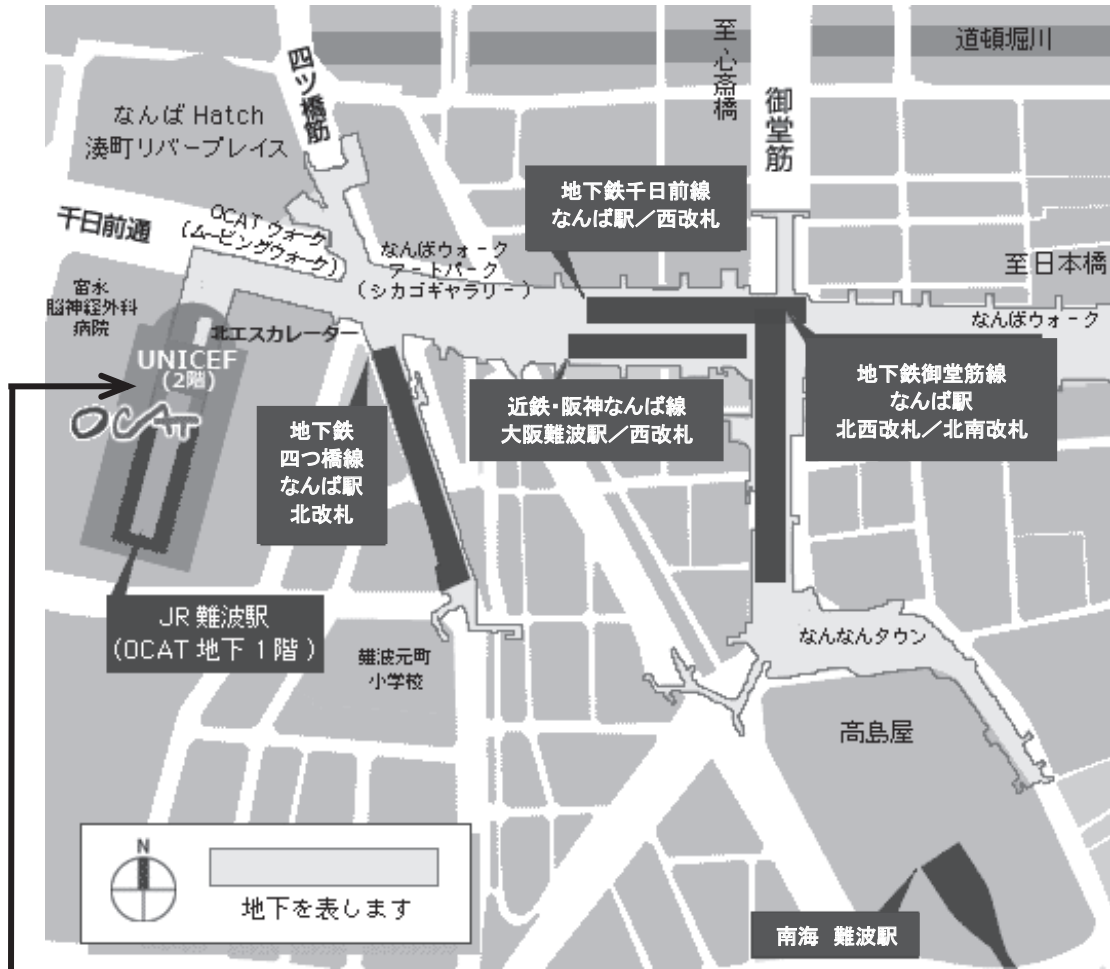 道頓堀川
至心斎橋
御堂筋
四ツ橋筋
なんば Hatch
湊町リバープレイス
地下鉄千日前線
なんば駅／西改札
千日前通
OCAT ウォーク
(ムービングウォーク)
なんばウォーク
アートパーク
(シカゴギャラリー)
至日本橋
なんばウォーク
富永
脳神経外科
病院
北エスカレーター
UNICEF
(2階)
OCAT
地下鉄
四つ橋線
なんば駅
北改札
近鉄・阪神なんば線
大阪難波駅／西改札
地下鉄御堂筋線
なんば駅
北西改札／北南改札
JR 難波駅
(OCAT 地下 1 階)
難波元町
小学校
なんなんタウン
高島屋
N
地下を表します
南海 難波駅